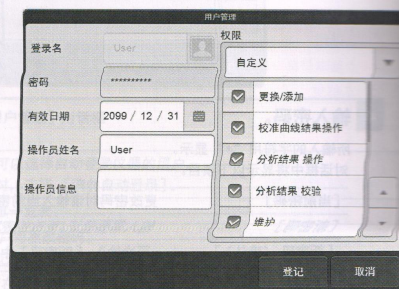 用户管理
登录名
User
密码
**********
有效日期
2099 / 12 / 31
操作员姓名
User
操作员信息
权限
自定义
更换/添加
校准曲线结果操作
分析结果 操作
分析结果 校验
维护
登记
取消